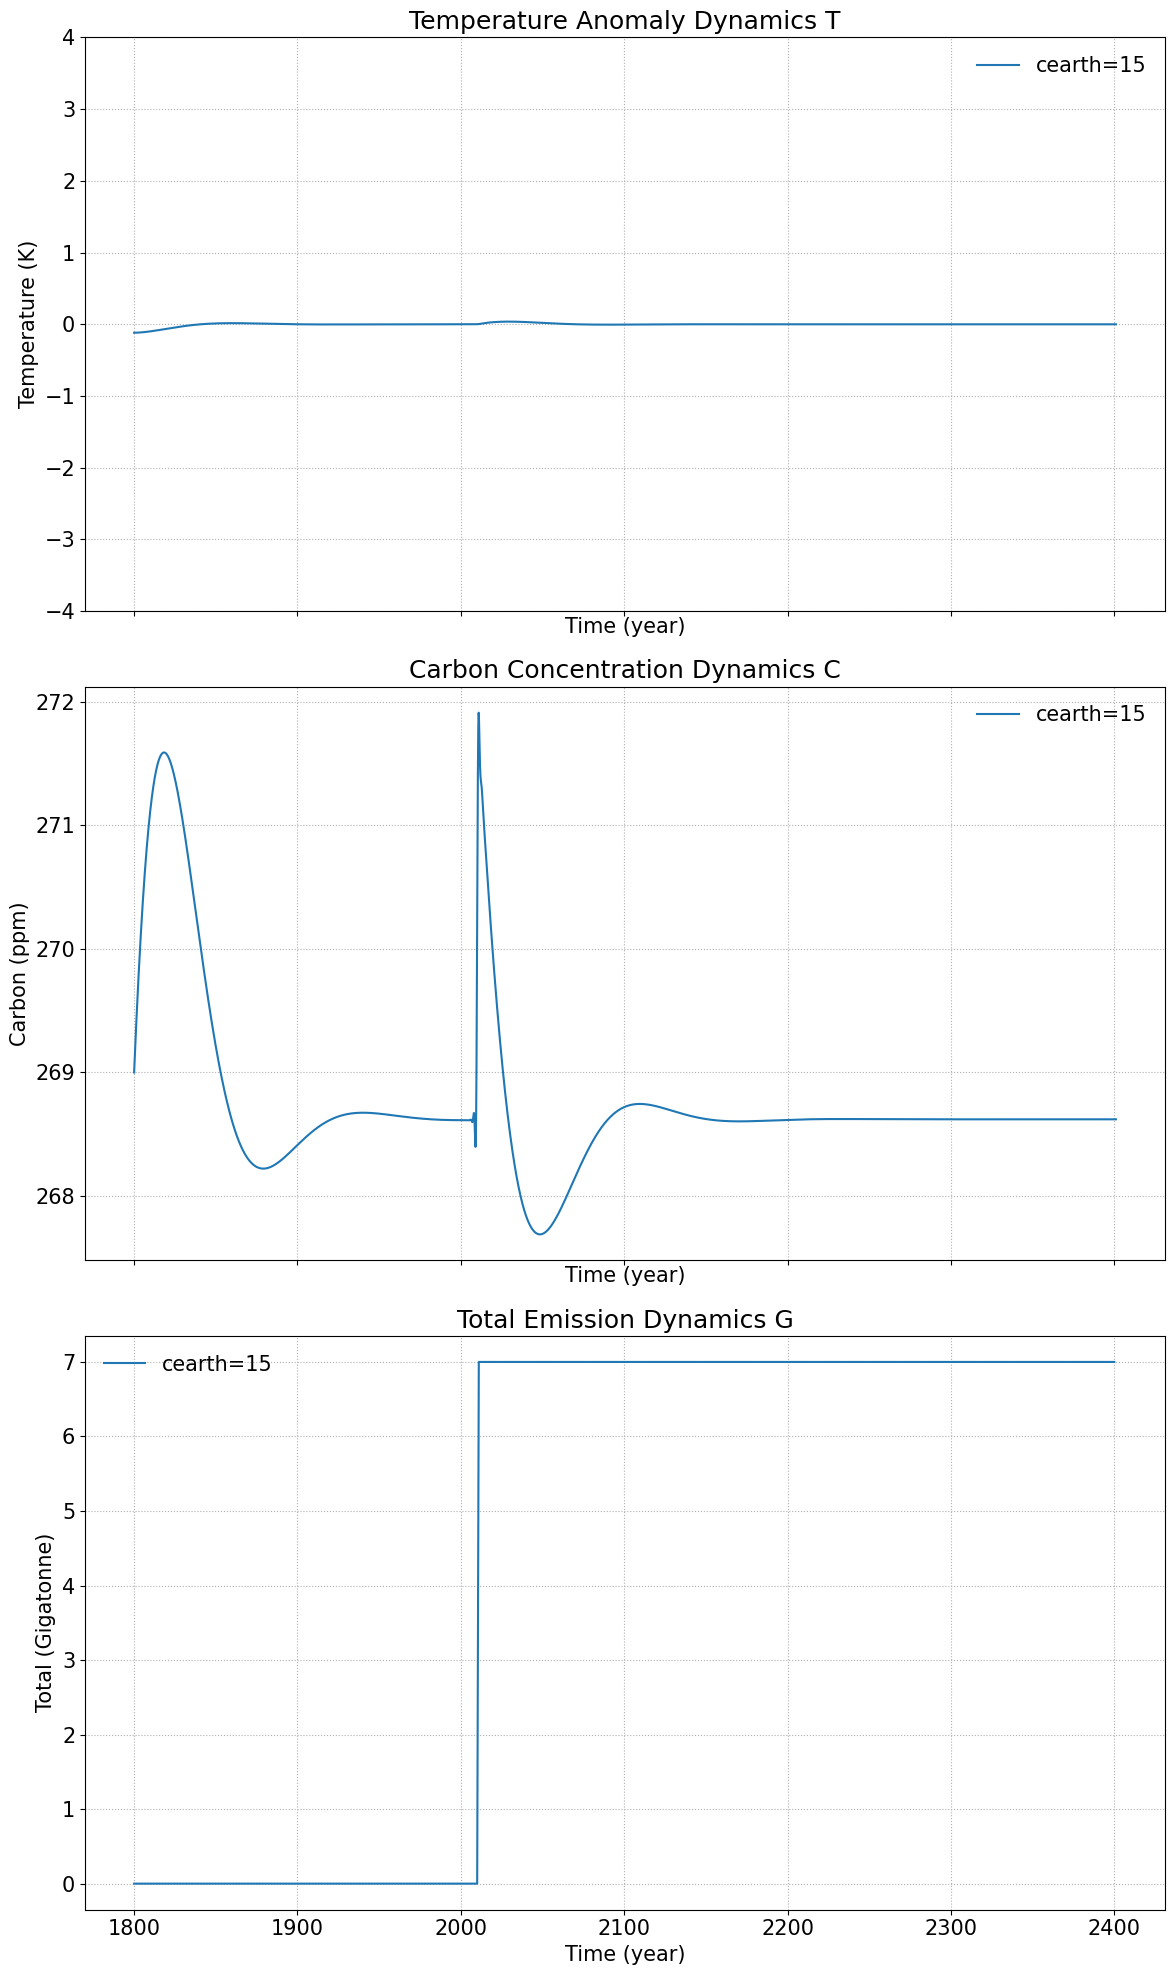 Temperature Anomaly Dynamics T
4
3
2
1
0
−1
−2
−3
−4
Temperature (K)
cearth=15
Time (year)
Carbon Concentration Dynamics C
272
271
270
269
268
Carbon (ppm)
cearth=15
Time (year)
Total Emission Dynamics G
7
6
5
4
3
2
1
0
Total (Gigatonne)
cearth=15
1800 1900 2000 2100 2200 2300 2400
Time (year)